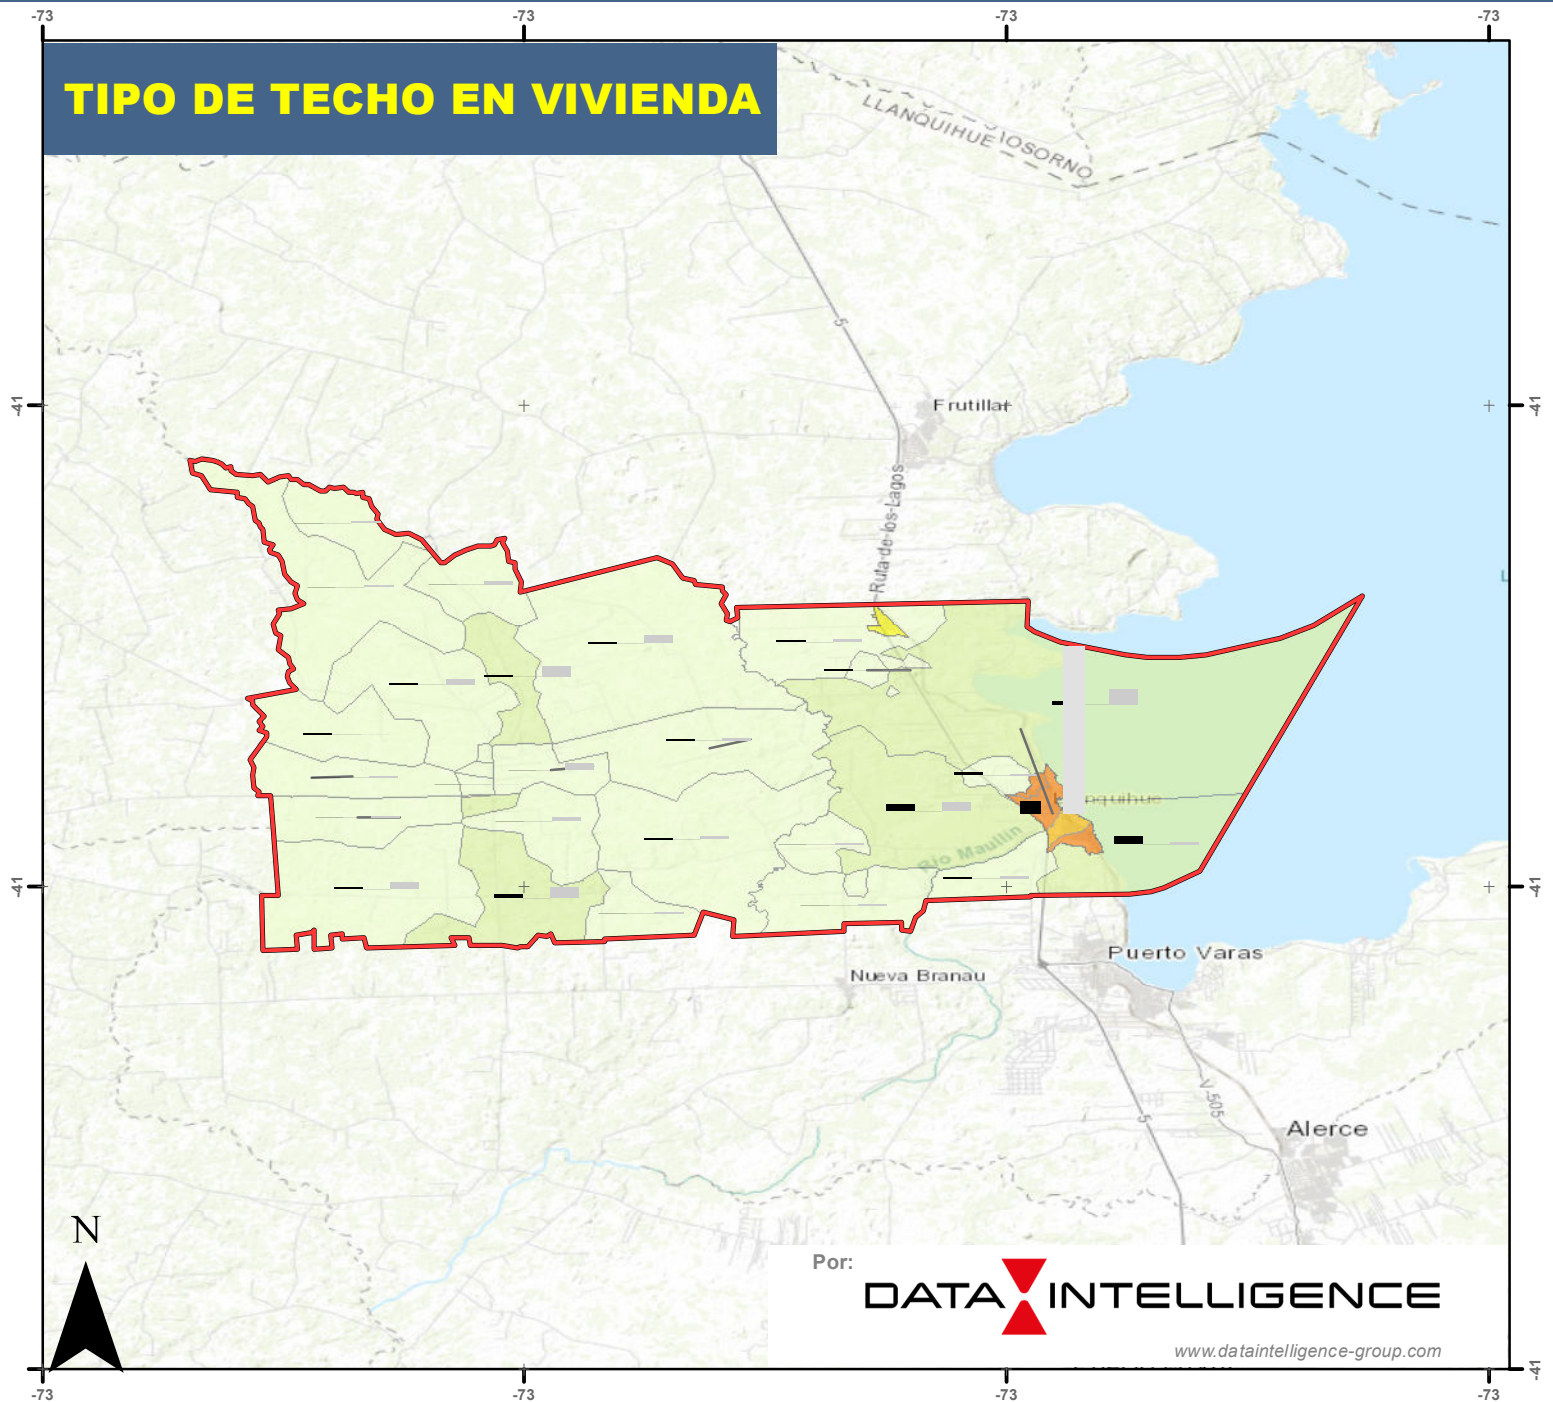 -73 -73 -73 -73
TIPO DE TECHO EN VIVIENDA
LLANQUIHUE
OSORNO
5
-41 -41
Frutillar
Ruta-de-los-Lagos
Río Maullín
-41 -41
Puerto Varas
Nueva Branau
V-505
5
Alerce
N
Por:
DATA INTELLIGENCE
www.dataintelligence-group.com
-41
-73 -73 -73 -73